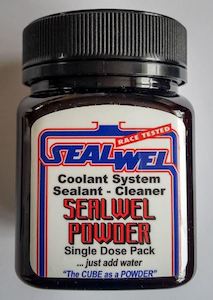 RACE TESTED
SEALWEL
Coolant System
Sealant - Cleaner
SEALWEL
POWDER
Single Dose Pack
... just add water
"The CUBE as a POWDER"